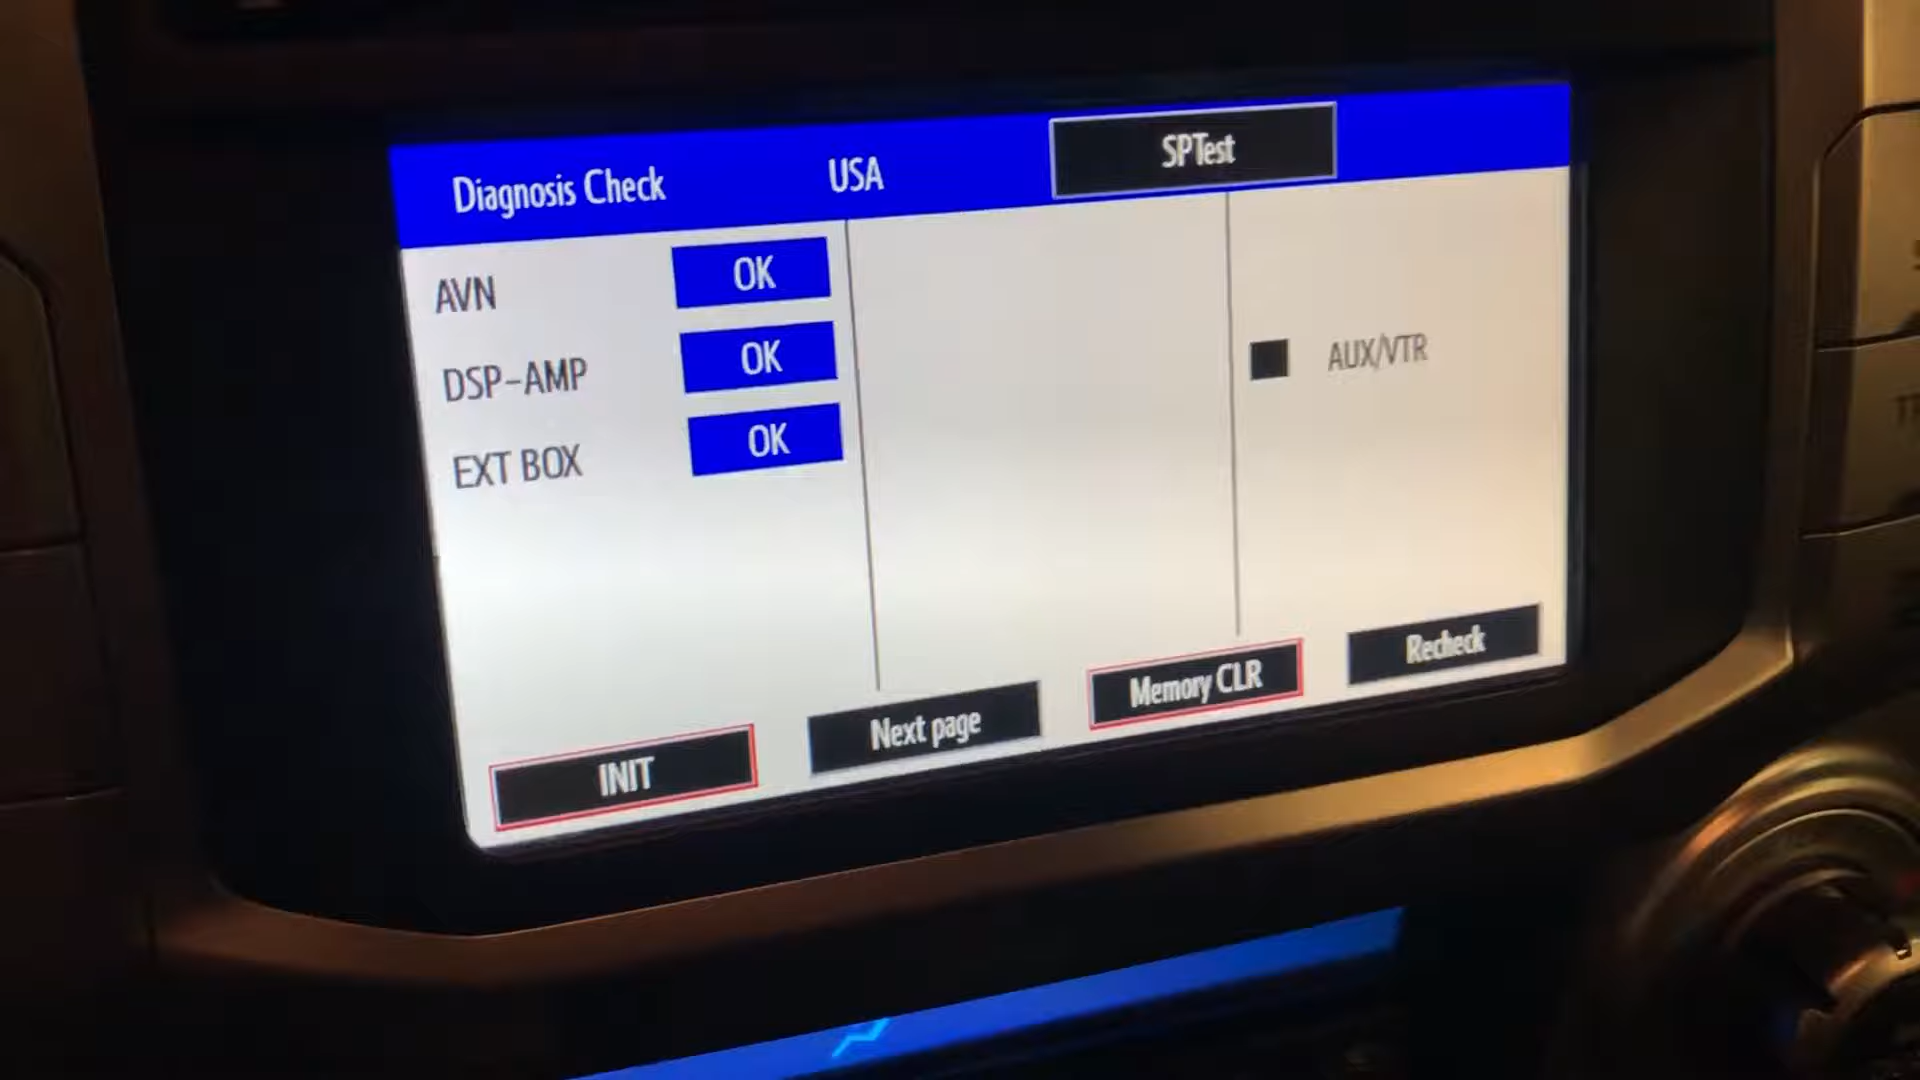 Diagnosis Check USA SPTest
AVN OK
DSP-AMP OK
EXT BOX OK
AUX/VTR
INIT Next page Memory CLR Recheck